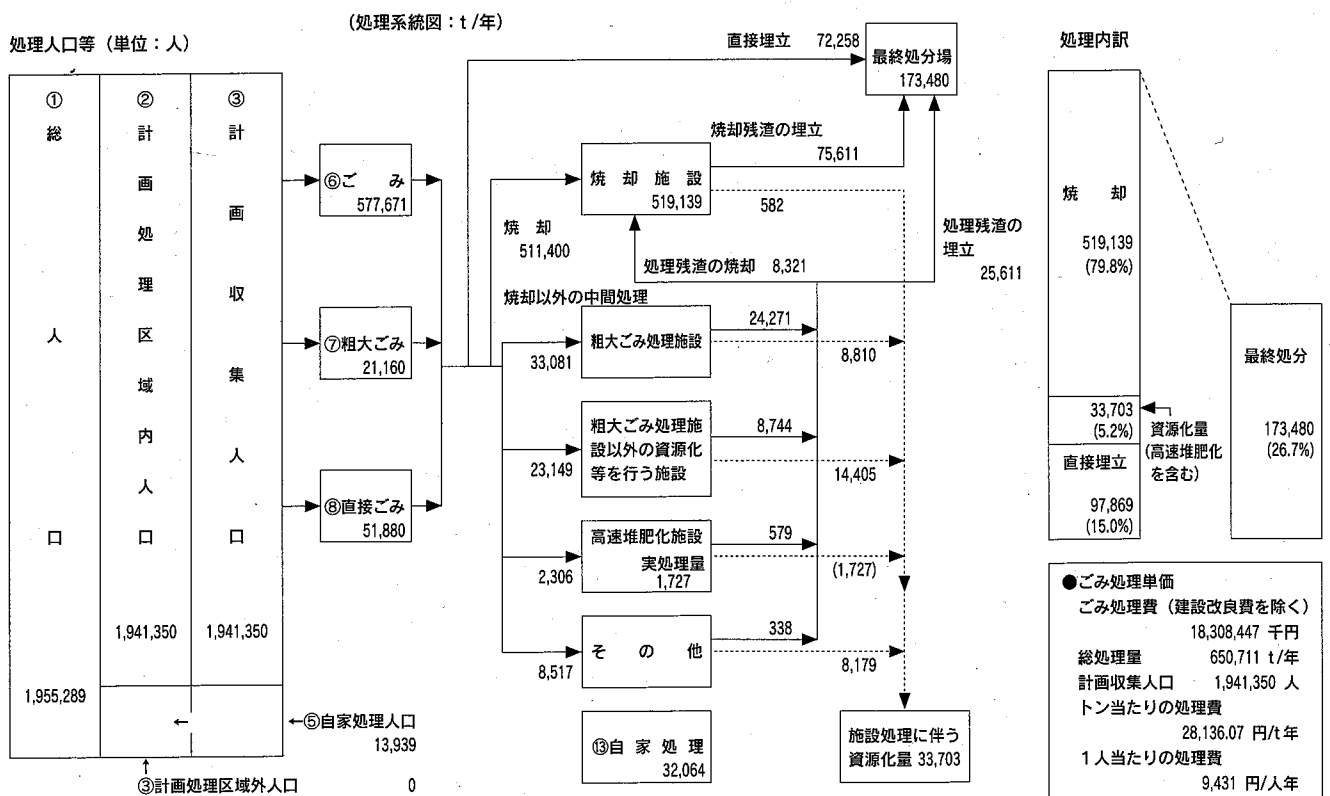 (処理系統図：t/年)
処理人口等 (単位：人)
① 総人口
1,955,289
② 計画処理区域内人口
1,941,350
③ 計画収集人口
1,941,350
←
←⑤自家処理人口
13,939
③計画処理区域外人口 0
⑥ごみ
577,671
⑦粗大ごみ
21,160
⑧直接ごみ
51,880
直接埋立 72,258
最終処分場
173,480
焼却残渣の埋立
75,611
焼却施設
519,139
582
焼却
511,400
処理残渣の焼却 8,321
処理残渣の
埋立
25,611
焼却以外の中間処理
33,081
粗大ごみ処理施設
24,271
8,810
23,149
粗大ごみ処理施
設以外の資源化
等を行う施設
8,744
14,405
2,306
高速堆肥化施設
実処理量
1,727
579
(1,727)
8,517
その他
338
8,179
⑬自家処理
32,064
施設処理に伴う
資源化量 33,703
処理内訳
焼却
519,139
(79.8%)
33,703
(5.2%)
資源化量
(高速堆肥化
を含む)
直接埋立
97,869
(15.0%)
最終処分
173,480
(26.7%)
●ごみ処理単価
ごみ処理費 (建設改良費を除く)
18,308,447 千円
総処理量 650,711 t/年
計画収集人口 1,941,350 人
トン当たりの処理費
28,136.07 円/t年
1人当たりの処理費
9,431 円/人年